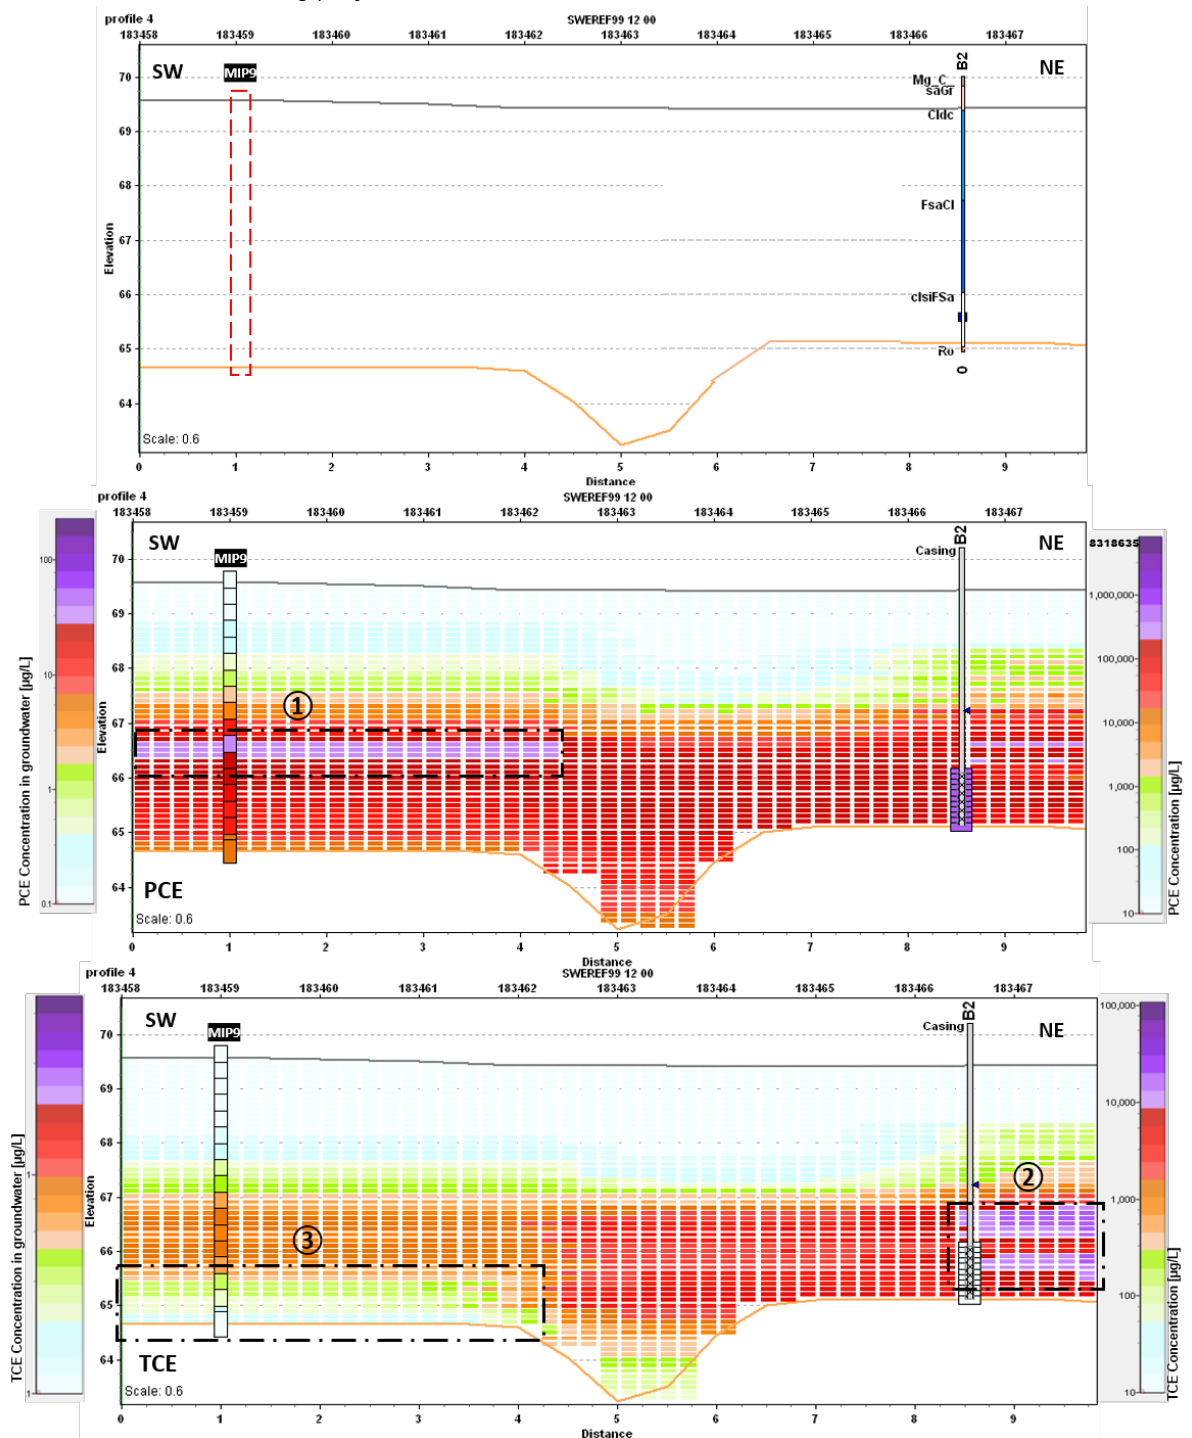 profile 4
SWEREF99 12 00
183458 183459 183460 183461 183462 183463 183464 183465 183466 183467
SW
MIP9
B2
NE
70
69
68
67
66
65
64
Elevation
Mg_C_
saGr
Cldc
FsaCl
clsiFSa
Ro
0
Scale: 0.6
0 1 2 3 4 5 6 7 8 9
Distance
profile 4
SWEREF99 12 00
183458 183459 183460 183461 183462 183463 183464 183465 183466 183467
SW
MIP9
Casing
B2
NE
70
69
68
67
66
65
64
Elevation
1
PCE
Scale: 0.6
0 1 2 3 4 5 6 7 8 9
Distance
PCE Concentration in groundwater [µg/L]
100
10
1
0.1
PCE Concentration [µg/L]
8318635
1,000,000
100,000
10,000
1,000
100
10
profile 4
SWEREF99 12 00
183458 183459 183460 183461 183462 183463 183464 183465 183466 183467
SW
MIP9
Casing
B2
NE
70
69
68
67
66
65
64
Elevation
2
3
TCE
Scale: 0.6
0 1 2 3 4 5 6 7 8 9
Distance
TCE Concentration in groundwater [µg/L]
1
1
TCE Concentration [µg/L]
100,000
10,000
1,000
100
10